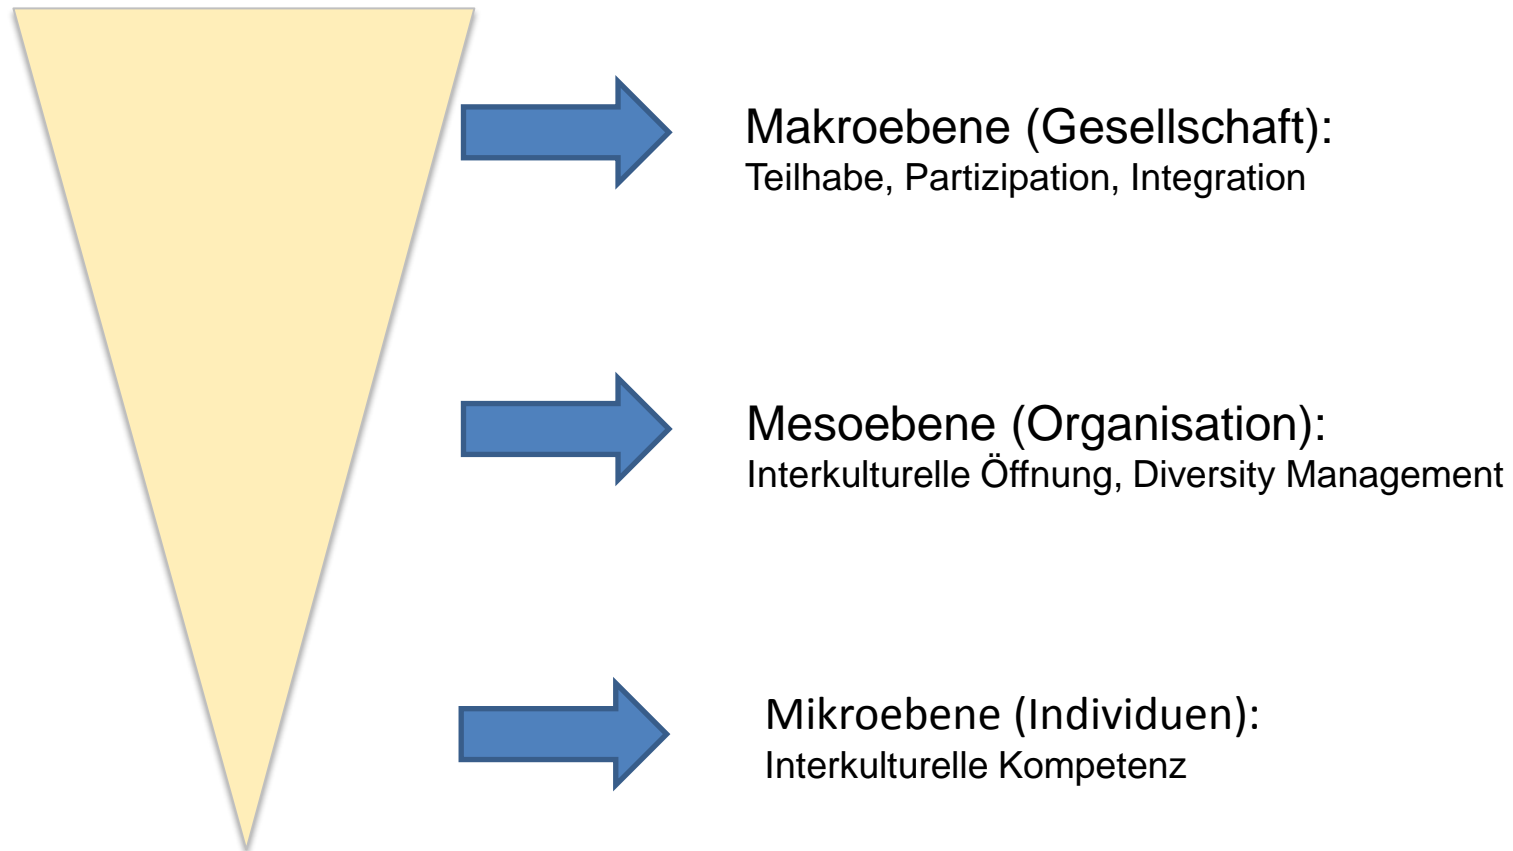 Makroebene (Gesellschaft):
Teilhabe, Partizipation, Integration
Mesoebene (Organisation):
Interkulturelle Öffnung, Diversity Management
Mikroebene (Individuen):
Interkulturelle Kompetenz